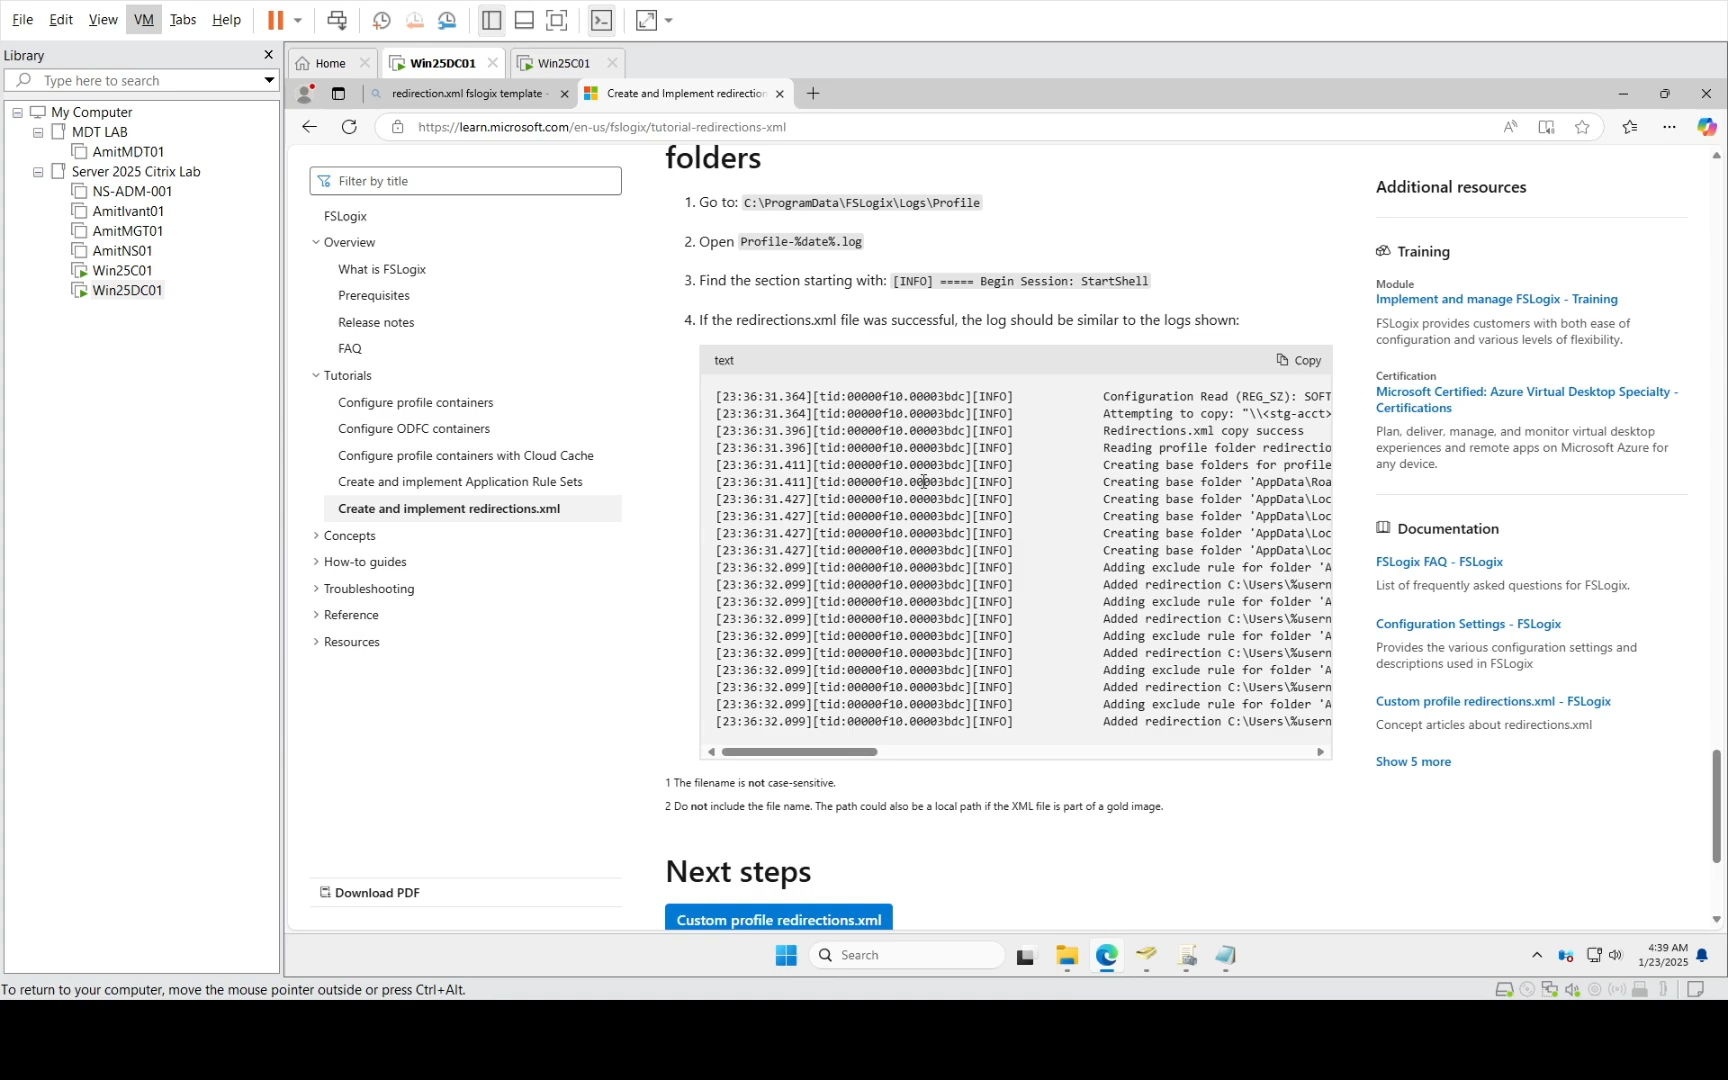 File Edit View VM Tabs Help
Library
Type here to search
My Computer
MDT LAB
AmitMDT01
Server 2025 Citrix Lab
NS-ADM-001
AmitIvant01
AmitMGT01
AmitNS01
Win25C01
Win25DC01
Home
Win25DC01
Win25C01
redirection.xml fslogix template -
Create and Implement redirection
https://learn.microsoft.com/en-us/fslogix/tutorial-redirections-xml
Filter by title
FSLogix
Overview
What is FSLogix
Prerequisites
Release notes
FAQ
Tutorials
Configure profile containers
Configure ODFC containers
Configure profile containers with Cloud Cache
Create and implement Application Rule Sets
Create and implement redirections.xml
Concepts
How-to guides
Troubleshooting
Reference
Resources
Download PDF
folders
1. Go to: C:\ProgramData\FSLogix\Logs\Profile
2. Open Profile-%date%.log
3. Find the section starting with: [INFO] ===== Begin Session: StartShell
4. If the redirections.xml file was successful, the log should be similar to the logs shown:
text
Copy
[23:36:31.364][tid:00000f10.00003bdc][INFO] Configuration Read (REG_SZ): SOFT
[23:36:31.364][tid:00000f10.00003bdc][INFO] Attempting to copy: "\\<stg-acct>
[23:36:31.396][tid:00000f10.00003bdc][INFO] Redirections.xml copy success
[23:36:31.396][tid:00000f10.00003bdc][INFO] Reading profile folder redirectio
[23:36:31.411][tid:00000f10.00003bdc][INFO] Creating base folders for profile
[23:36:31.411][tid:00000f10.00003bdc][INFO] Creating base folder 'AppData\Roa
[23:36:31.427][tid:00000f10.00003bdc][INFO] Creating base folder 'AppData\Loc
[23:36:31.427][tid:00000f10.00003bdc][INFO] Creating base folder 'AppData\Loc
[23:36:31.427][tid:00000f10.00003bdc][INFO] Creating base folder 'AppData\Loc
[23:36:31.427][tid:00000f10.00003bdc][INFO] Creating base folder 'AppData\Loc
[23:36:32.099][tid:00000f10.00003bdc][INFO] Adding exclude rule for folder 'A
[23:36:32.099][tid:00000f10.00003bdc][INFO] Added redirection C:\Users\%usern
[23:36:32.099][tid:00000f10.00003bdc][INFO] Adding exclude rule for folder 'A
[23:36:32.099][tid:00000f10.00003bdc][INFO] Added redirection C:\Users\%usern
[23:36:32.099][tid:00000f10.00003bdc][INFO] Adding exclude rule for folder 'A
[23:36:32.099][tid:00000f10.00003bdc][INFO] Added redirection C:\Users\%usern
[23:36:32.099][tid:00000f10.00003bdc][INFO] Adding exclude rule for folder 'A
[23:36:32.099][tid:00000f10.00003bdc][INFO] Added redirection C:\Users\%usern
[23:36:32.099][tid:00000f10.00003bdc][INFO] Adding exclude rule for folder 'A
[23:36:32.099][tid:00000f10.00003bdc][INFO] Added redirection C:\Users\%usern
1 The filename is not case-sensitive.
2 Do not include the file name. The path could also be a local path if the XML file is part of a gold image.
Next steps
Custom profile redirections.xml
Additional resources
Training
Module
Implement and manage FSLogix - Training
FSLogix provides customers with both ease of
configuration and various levels of flexibility.
Certification
Microsoft Certified: Azure Virtual Desktop Specialty -
Certifications
Plan, deliver, manage, and monitor virtual desktop
experiences and remote apps on Microsoft Azure for
any device.
Documentation
FSLogix FAQ - FSLogix
List of frequently asked questions for FSLogix.
Configuration Settings - FSLogix
Provides the various configuration settings and
descriptions used in FSLogix
Custom profile redirections.xml - FSLogix
Concept articles about redirections.xml
Show 5 more
Search
4:39 AM
1/23/2025
To return to your computer, move the mouse pointer outside or press Ctrl+Alt.